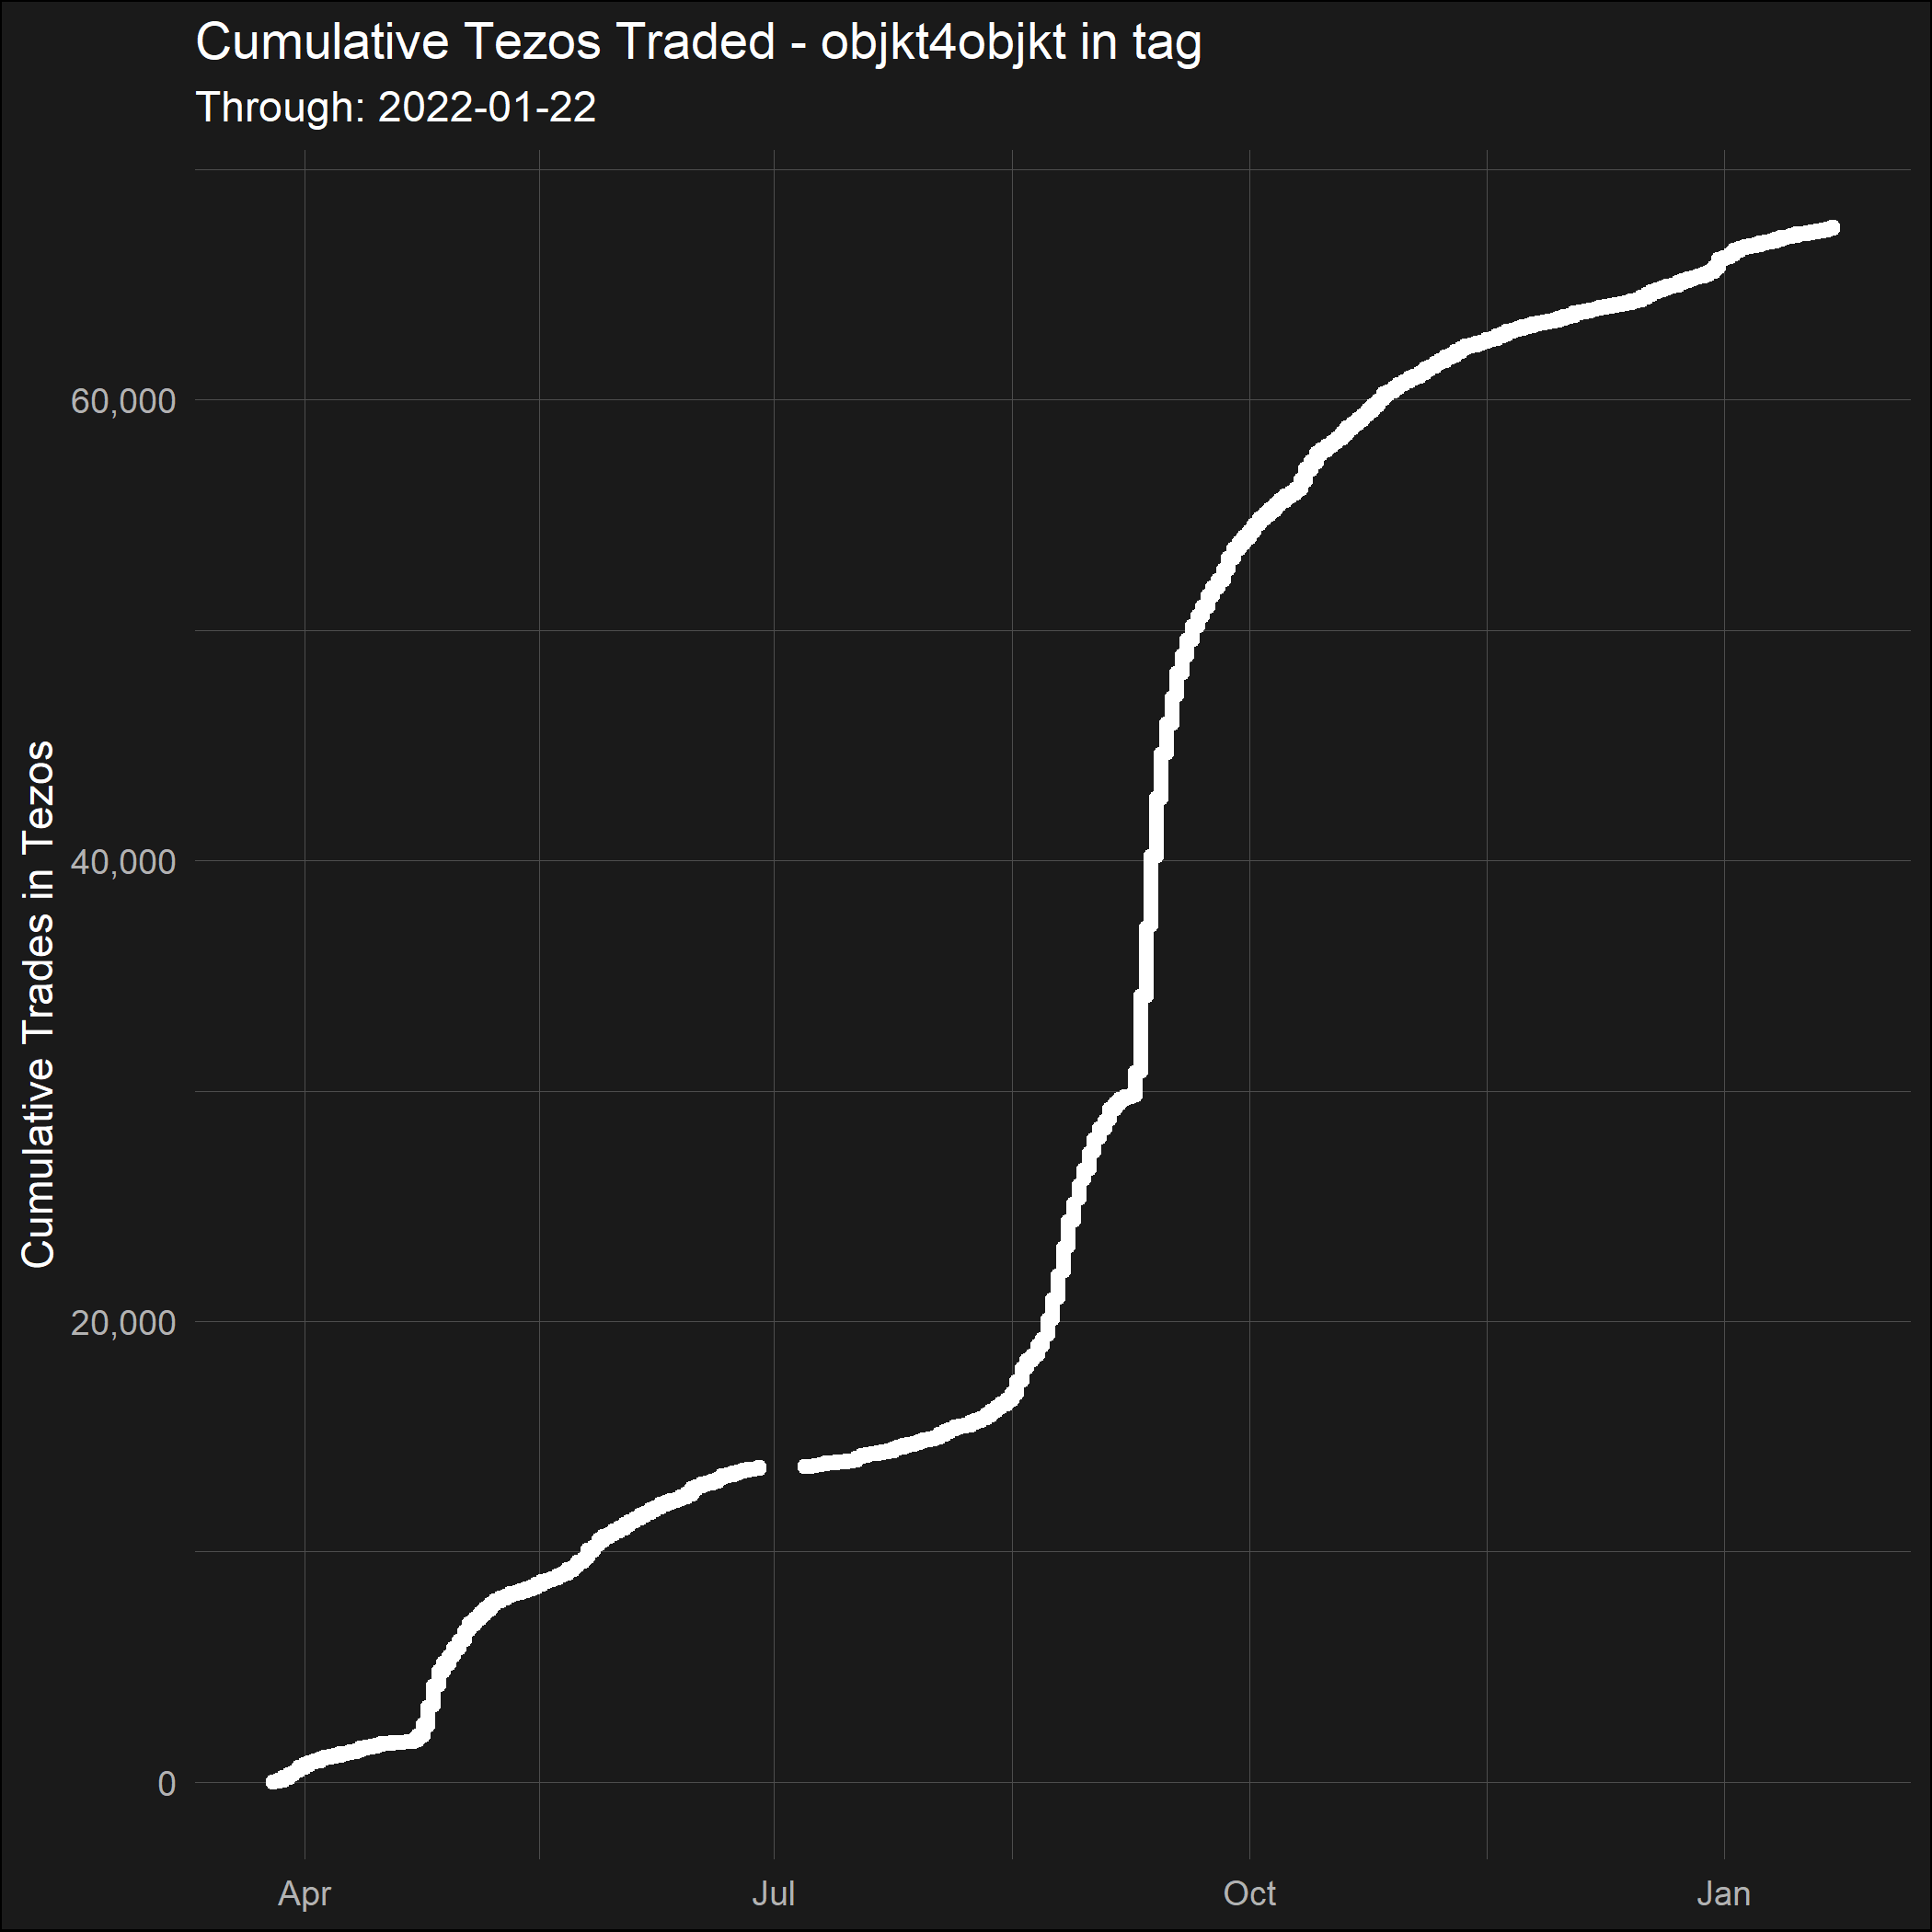 Cumulative Tezos Traded - objkt4objkt in tag
Through: 2022-01-22
Cumulative Trades in Tezos
60,000
40,000
20,000
0
Apr
Jul
Oct
Jan